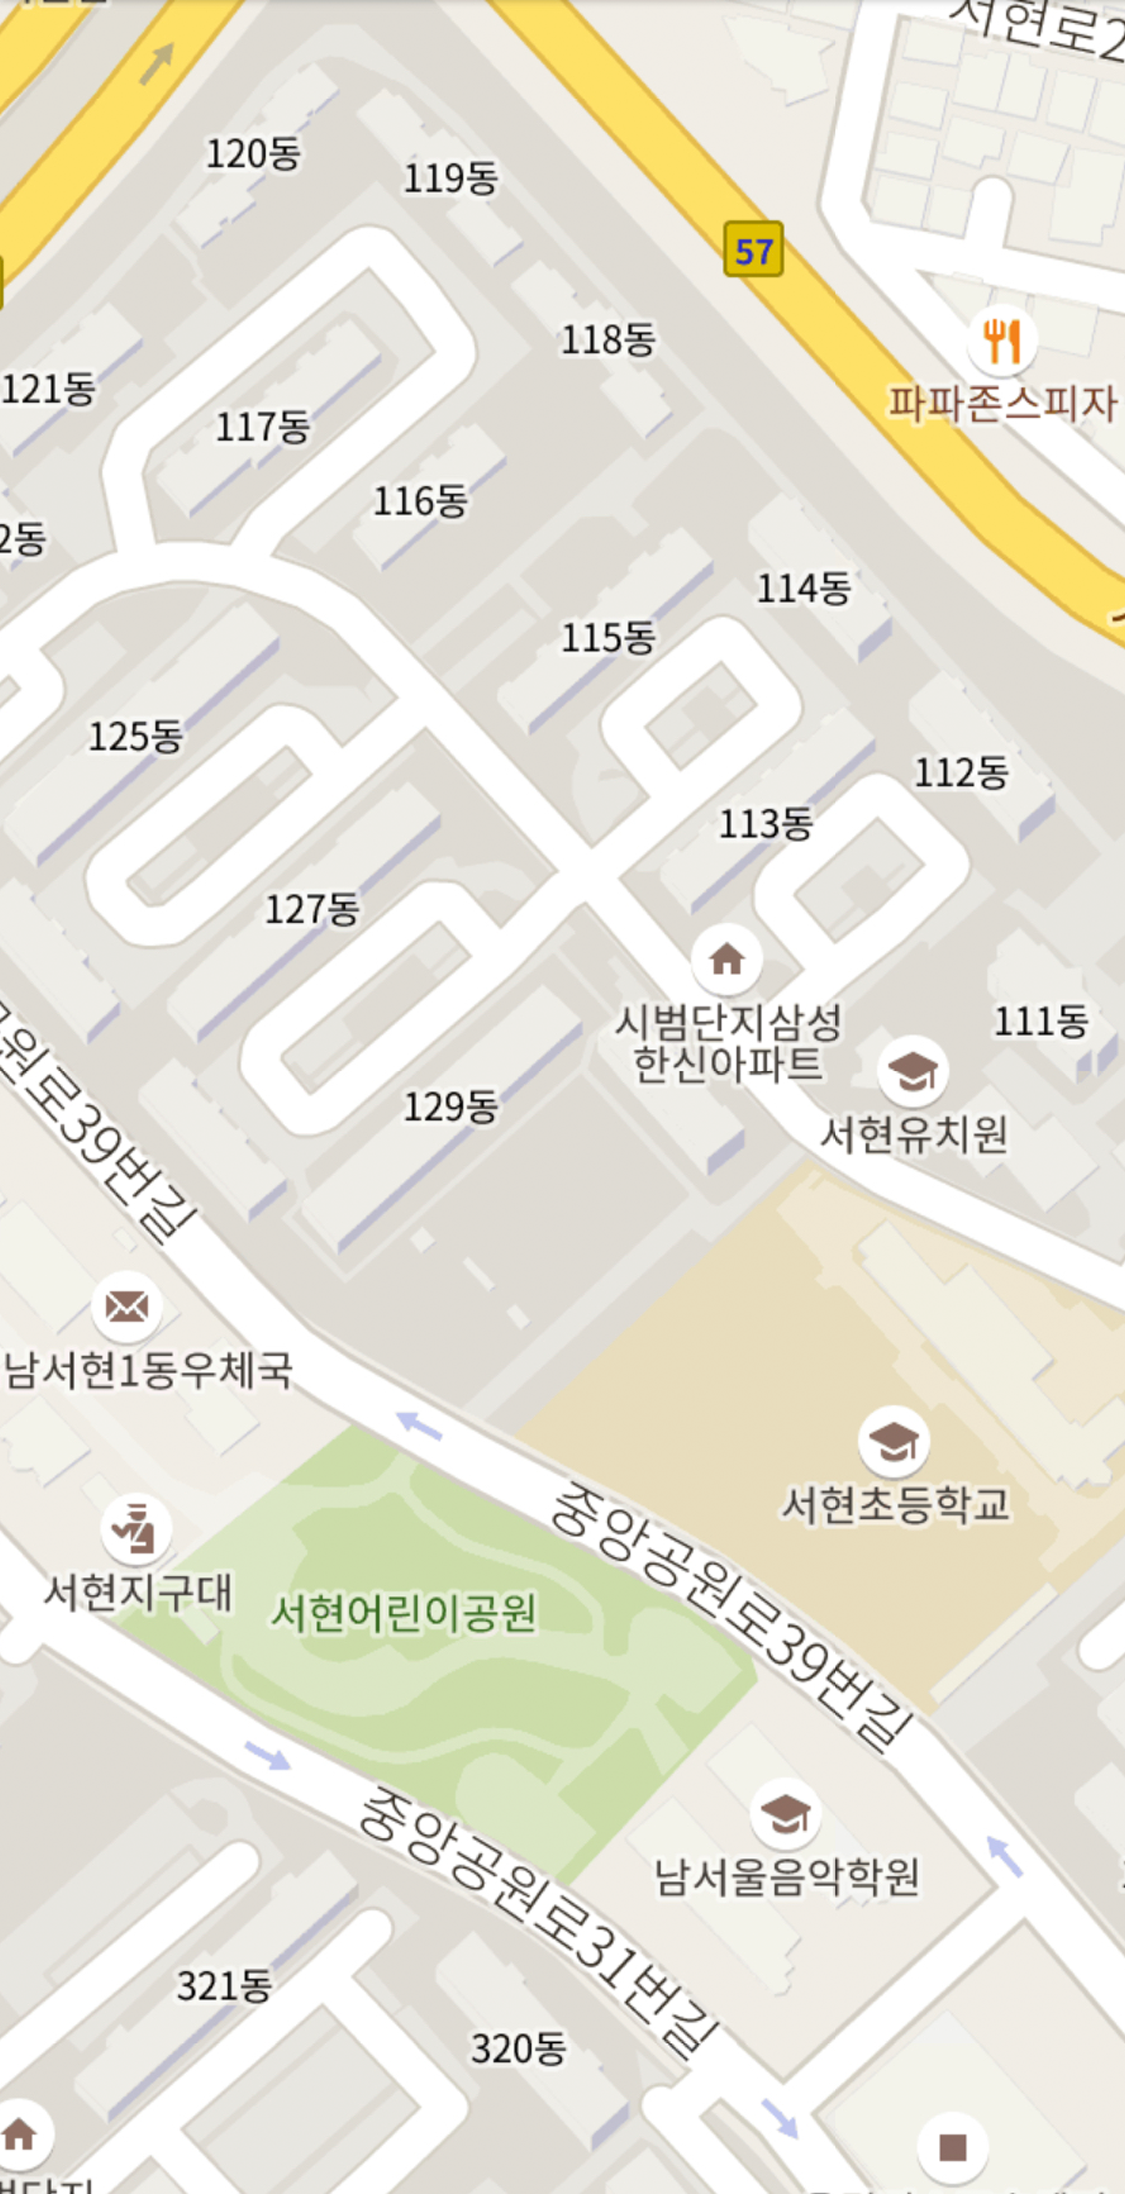 서현로2
120동
119동
57
118동
파파존스피자
121동
117동
116동
2동
114동
115동
125동
112동
113동
127동
시범단지삼성
한신아파트
111동
서현유치원
129동
원로39번길
남서현1동우체국
서현초등학교
중앙공원로39번길
서현지구대
서현어린이공원
중앙공원로31번길
남서울음악학원
321동
320동